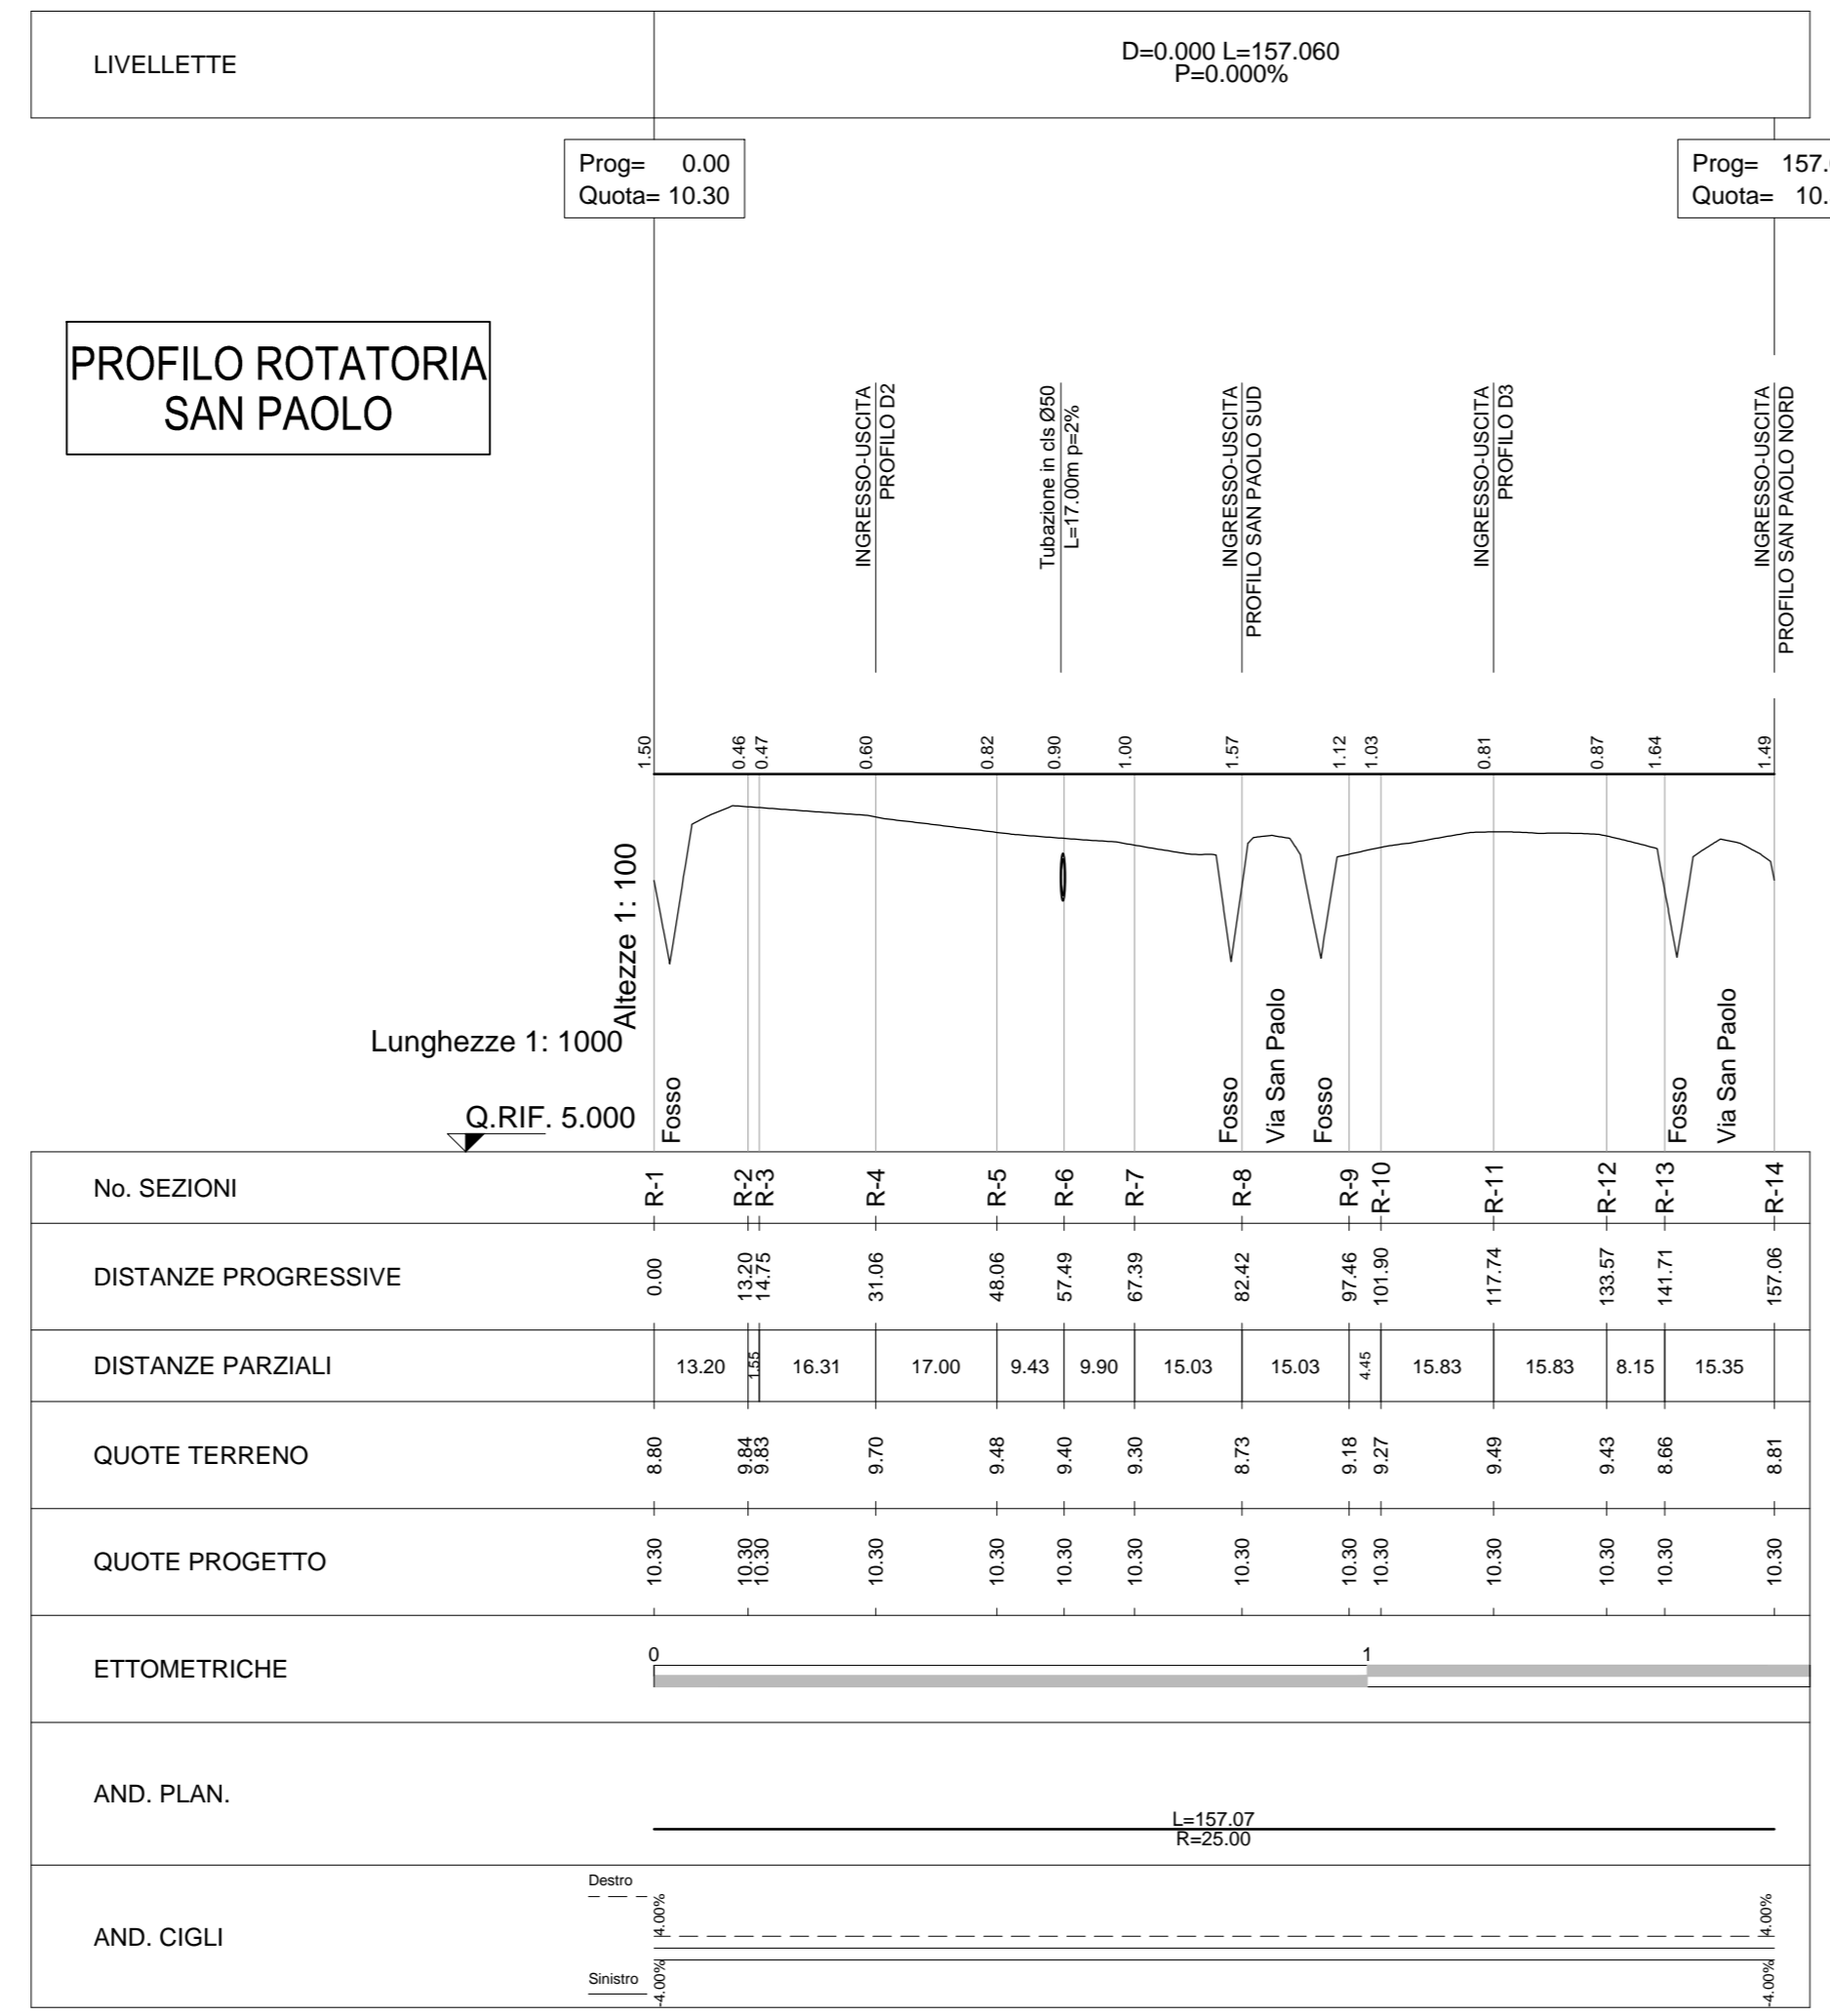 LIVELLETTE
D=0.000 L=157.060
P=0.000%
Prog= 0.00
Quota= 10.30
Prog= 157.
Quota= 10.
PROFILO ROTATORIA
SAN PAOLO
INGRESSO-USCITA
PROFILO D2
Tubazione in cls Ø50
L=17.00m p=2%
INGRESSO-USCITA
PROFILO SAN PAOLO SUD
INGRESSO-USCITA
PROFILO D3
INGRESSO-USCITA
PROFILO SAN PAOLO NORD
1.50 0.46 0.47 0.60 0.82 0.90 1.00 1.57 1.12 1.03 0.81 0.87 1.64 1.49
Altezze 1: 100
Lunghezze 1: 1000
Q.RIF. 5.000
Fosso
Fosso
Via San Paolo
Fosso
Fosso
Via San Paolo
No. SEZIONI R-1 R-2 R-3 R-4 R-5 R-6 R-7 R-8 R-9 R-10 R-11 R-12 R-13 R-14
DISTANZE PROGRESSIVE 0.00 13.20 14.75 31.06 48.06 57.49 67.39 82.42 97.46 101.90 117.74 133.57 141.71 157.06
DISTANZE PARZIALI 13.20 1.55 16.31 17.00 9.43 9.90 15.03 15.03 4.45 15.83 15.83 8.15 15.35
QUOTE TERRENO 8.80 9.84 9.83 9.70 9.48 9.40 9.30 8.73 9.18 9.27 9.49 9.43 8.66 8.81
QUOTE PROGETTO 10.30 10.30 10.30 10.30 10.30 10.30 10.30 10.30 10.30 10.30 10.30 10.30 10.30 10.30
ETTOMETRICHE 0 1
AND. PLAN.
L=157.07
R=25.00
AND. CIGLI
Destro
4.00% 4.00%
Sinistro
-4.00% -4.00%